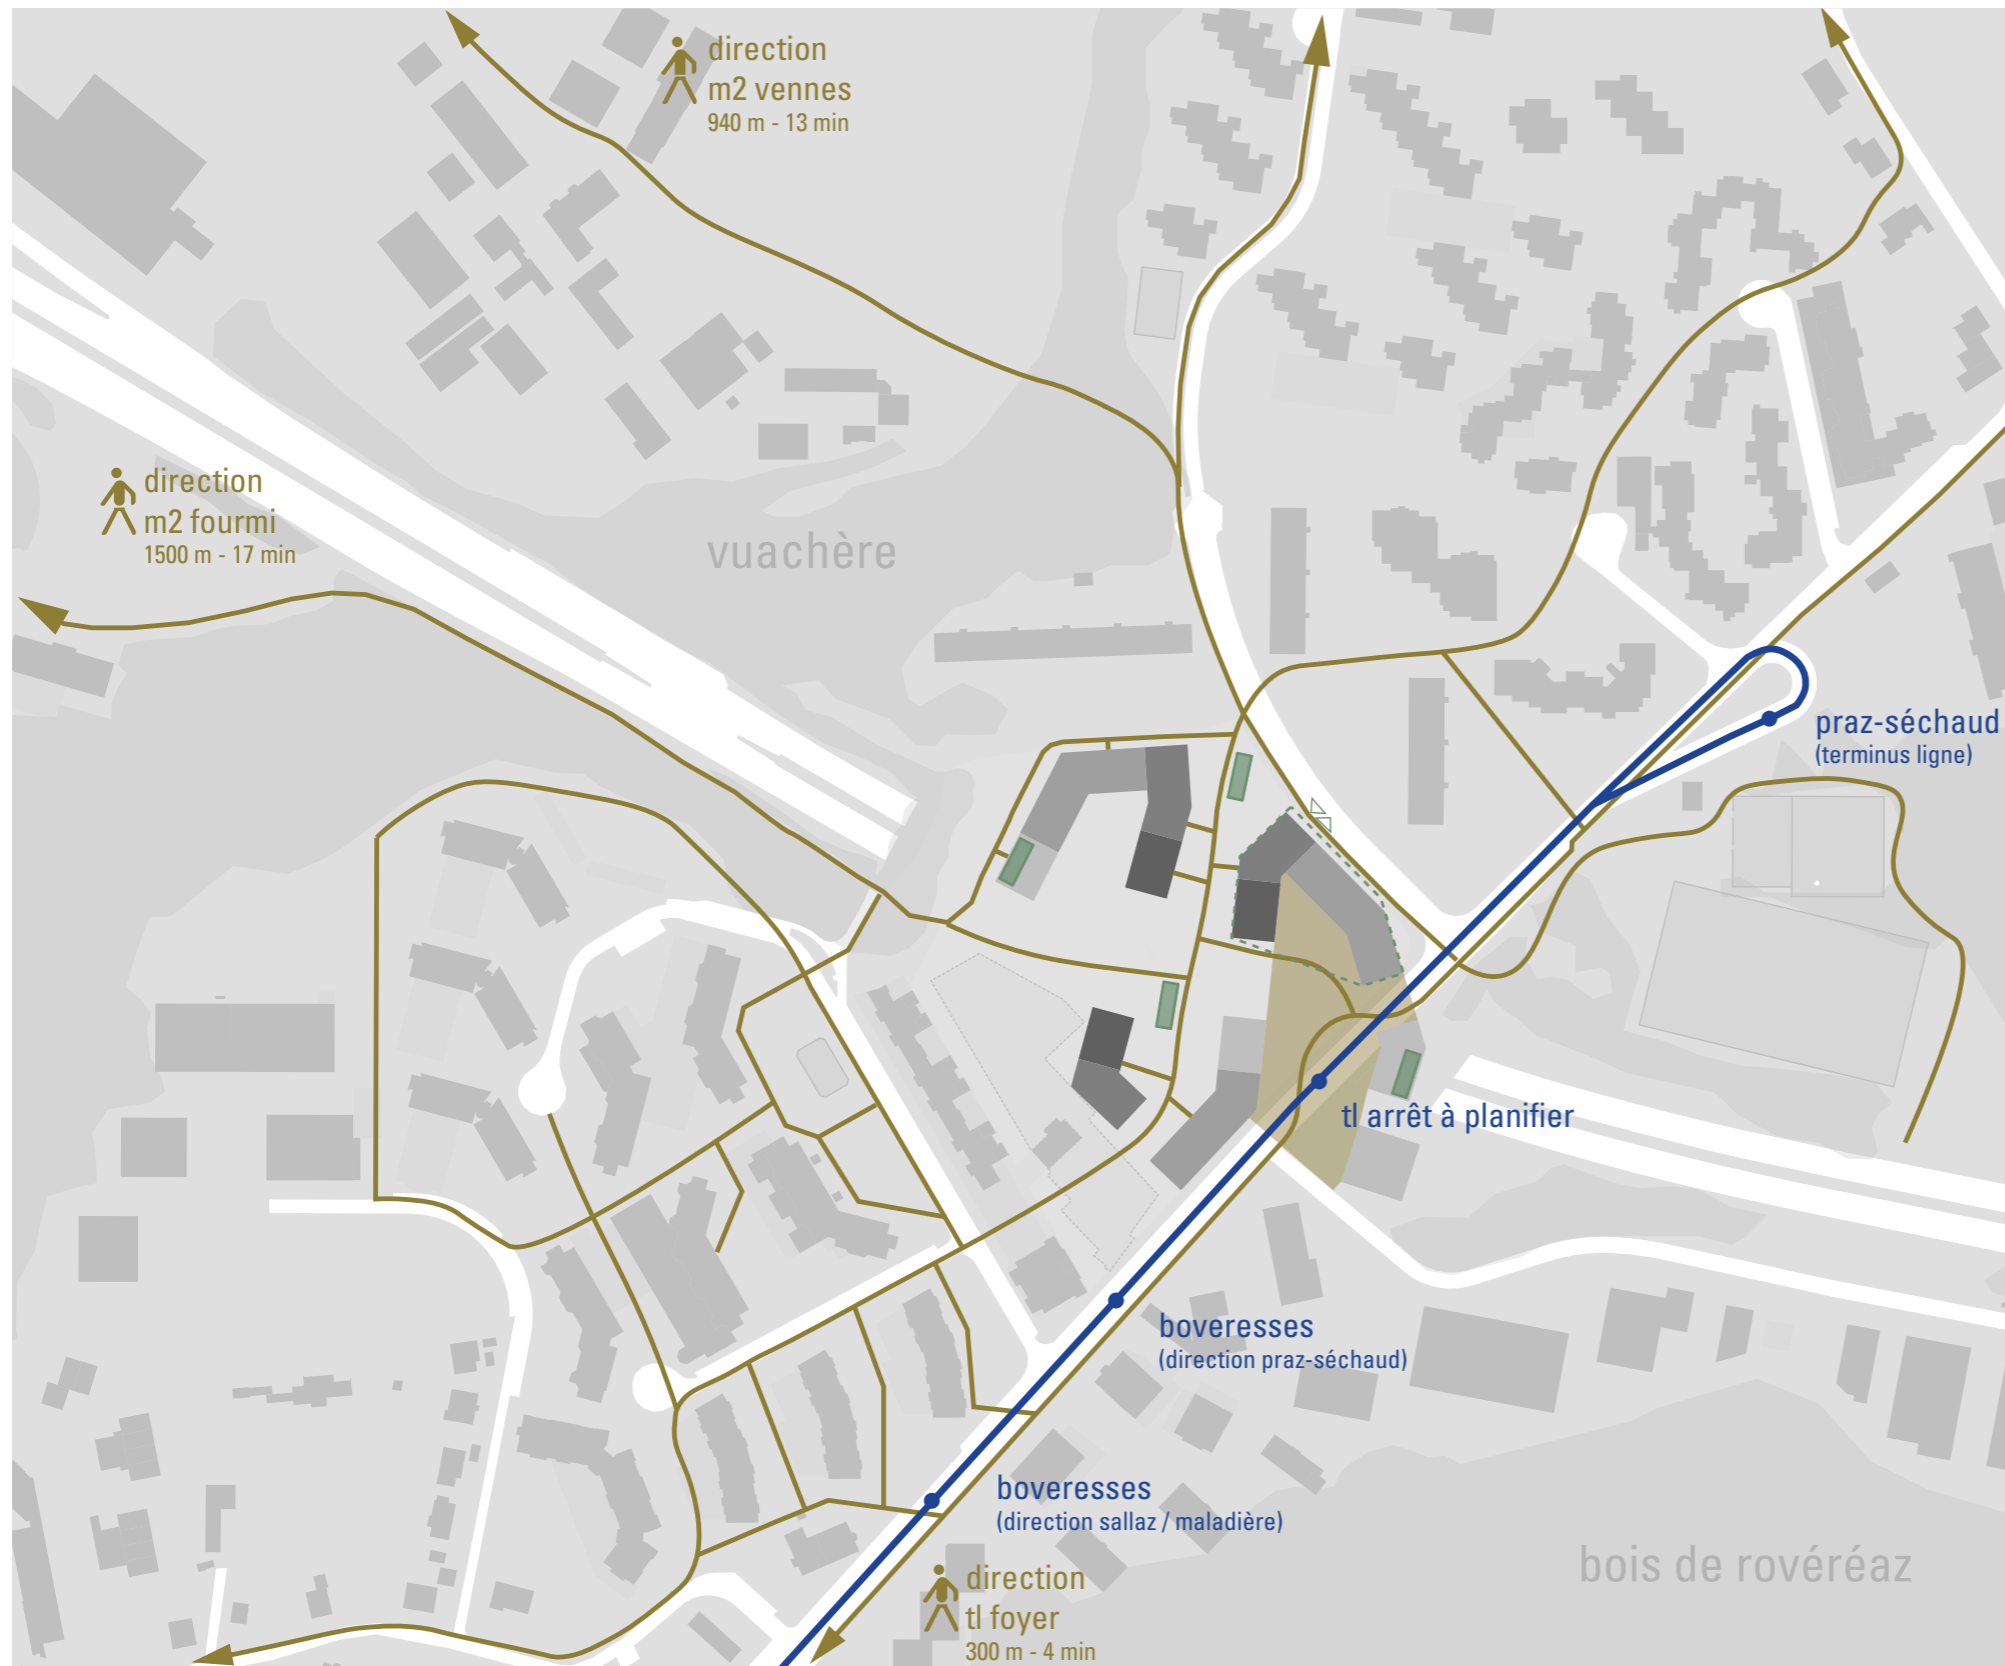 direction
m2 vennes
940 m - 13 min
direction
m2 fourmi
1500 m - 17 min
vuachère
praz-séchaud
(terminus ligne)
tl arrêt à planifier
boveresses
(direction praz-séchaud)
boveresses
(direction sallaz / maladière)
bois de rovéréaz
direction
tl foyer
300 m - 4 min